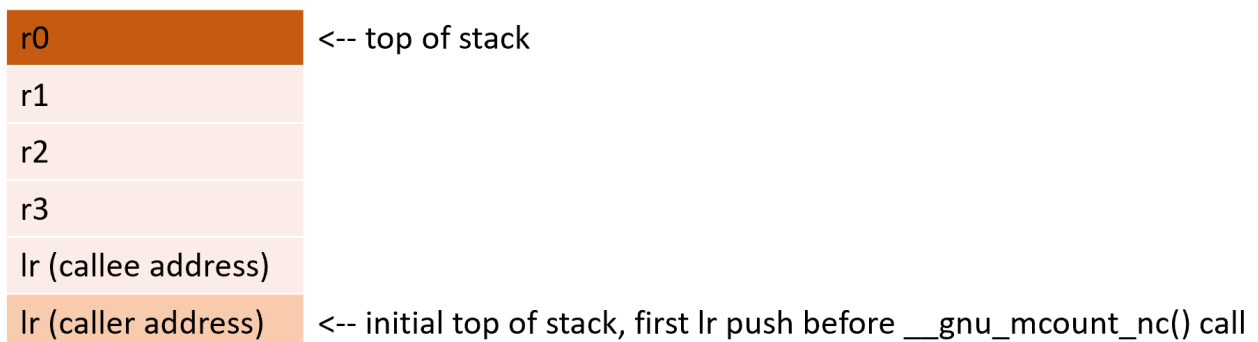 r0 <-- top of stack
r1
r2
r3
lr (callee address)
lr (caller address) <-- initial top of stack, first lr push before __gnu_mcount_nc() call